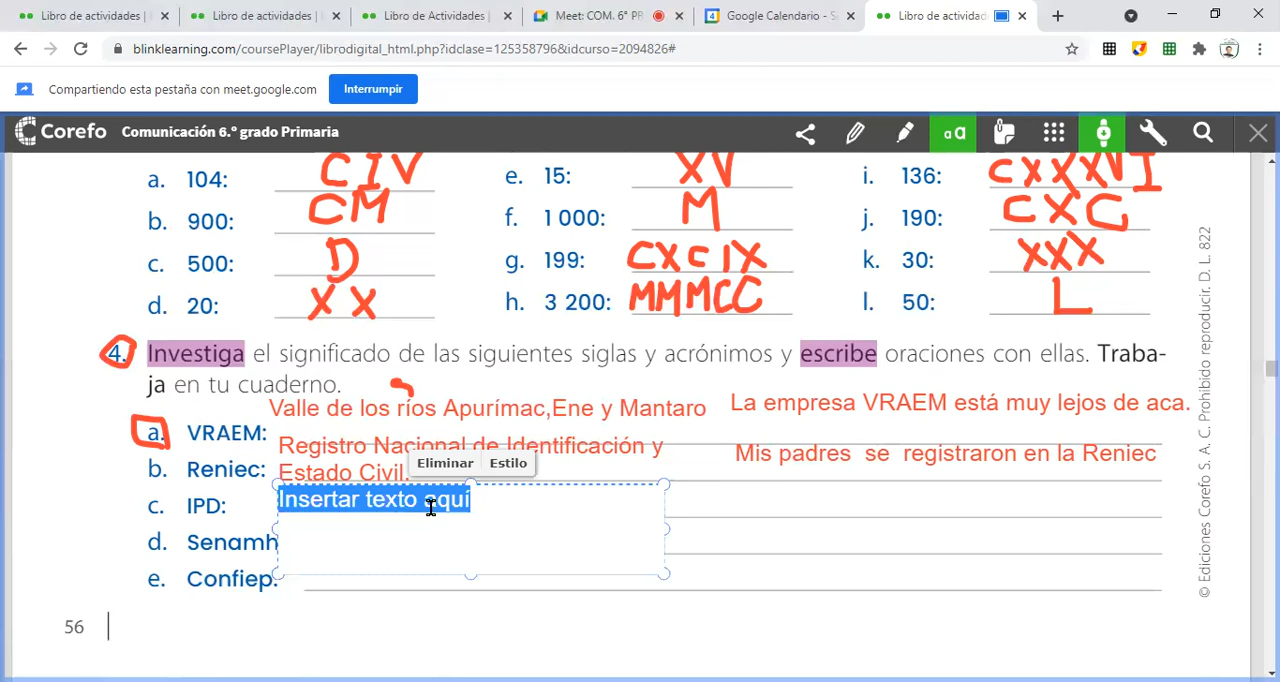 Libro de actividades |
Libro de actividades |
Libro de Actividades |
Meet: COM. 6° PR
Google Calendario - S
Libro de actividad
blinklearning.com/coursePlayer/librodigital_html.php?idclase=125358796&idcurso=2094826#
Compartiendo esta pestaña con meet.google.com
Interrumpir
Corefo
Comunicación 6.º grado Primaria
aa
a. 104: CIV
e. 15: XV
i. 136: CXXXVI
b. 900: CM
f. 1 000: M
j. 190: CXC
c. 500: D
g. 199: CXCIX
k. 30: XXX
d. 20: XX
h. 3 200: MMMCC
l. 50: L
4. Investiga el significado de las siguientes siglas y acrónimos y escribe oraciones con ellas. Traba-
ja en tu cuaderno.
Valle de los ríos Apurímac,Ene y Mantaro
La empresa VRAEM está muy lejos de aca.
a. VRAEM:
Registro Nacional de Identificación y
Estado Civil.
Mis padres se registraron en la Reniec
b. Reniec:
Eliminar Estilo
Insertar texto aquí
c. IPD:
d. Senamh
e. Confiep:
56
© Ediciones Corefo S. A. C. Prohibido reproducir. D. L. 822